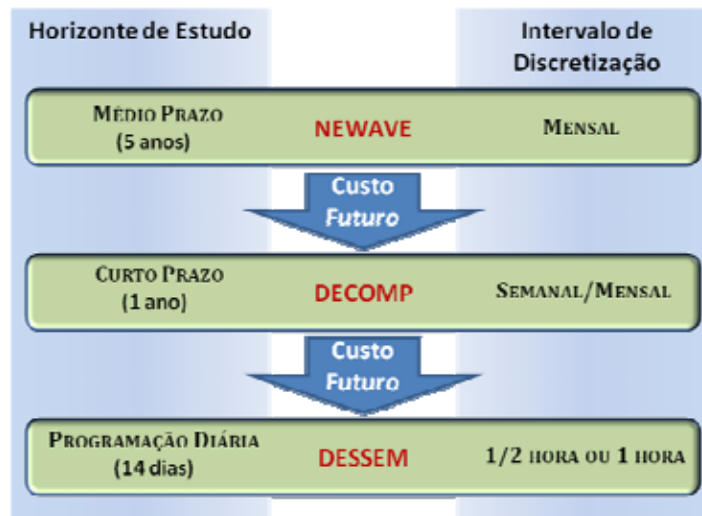 Horizonte de Estudo
Intervalo de
Discretização
MÉDIO PRAZO
(5 anos)
NEWAVE
MENSAL
Custo
Futuro
CURTO PRAZO
(1 ano)
DECOMP
SEMANAL/MENSAL
Custo
Futuro
PROGRAMAÇÃO DIÁRIA
(14 dias)
DESSEM
1/2 HORA OU 1 HORA